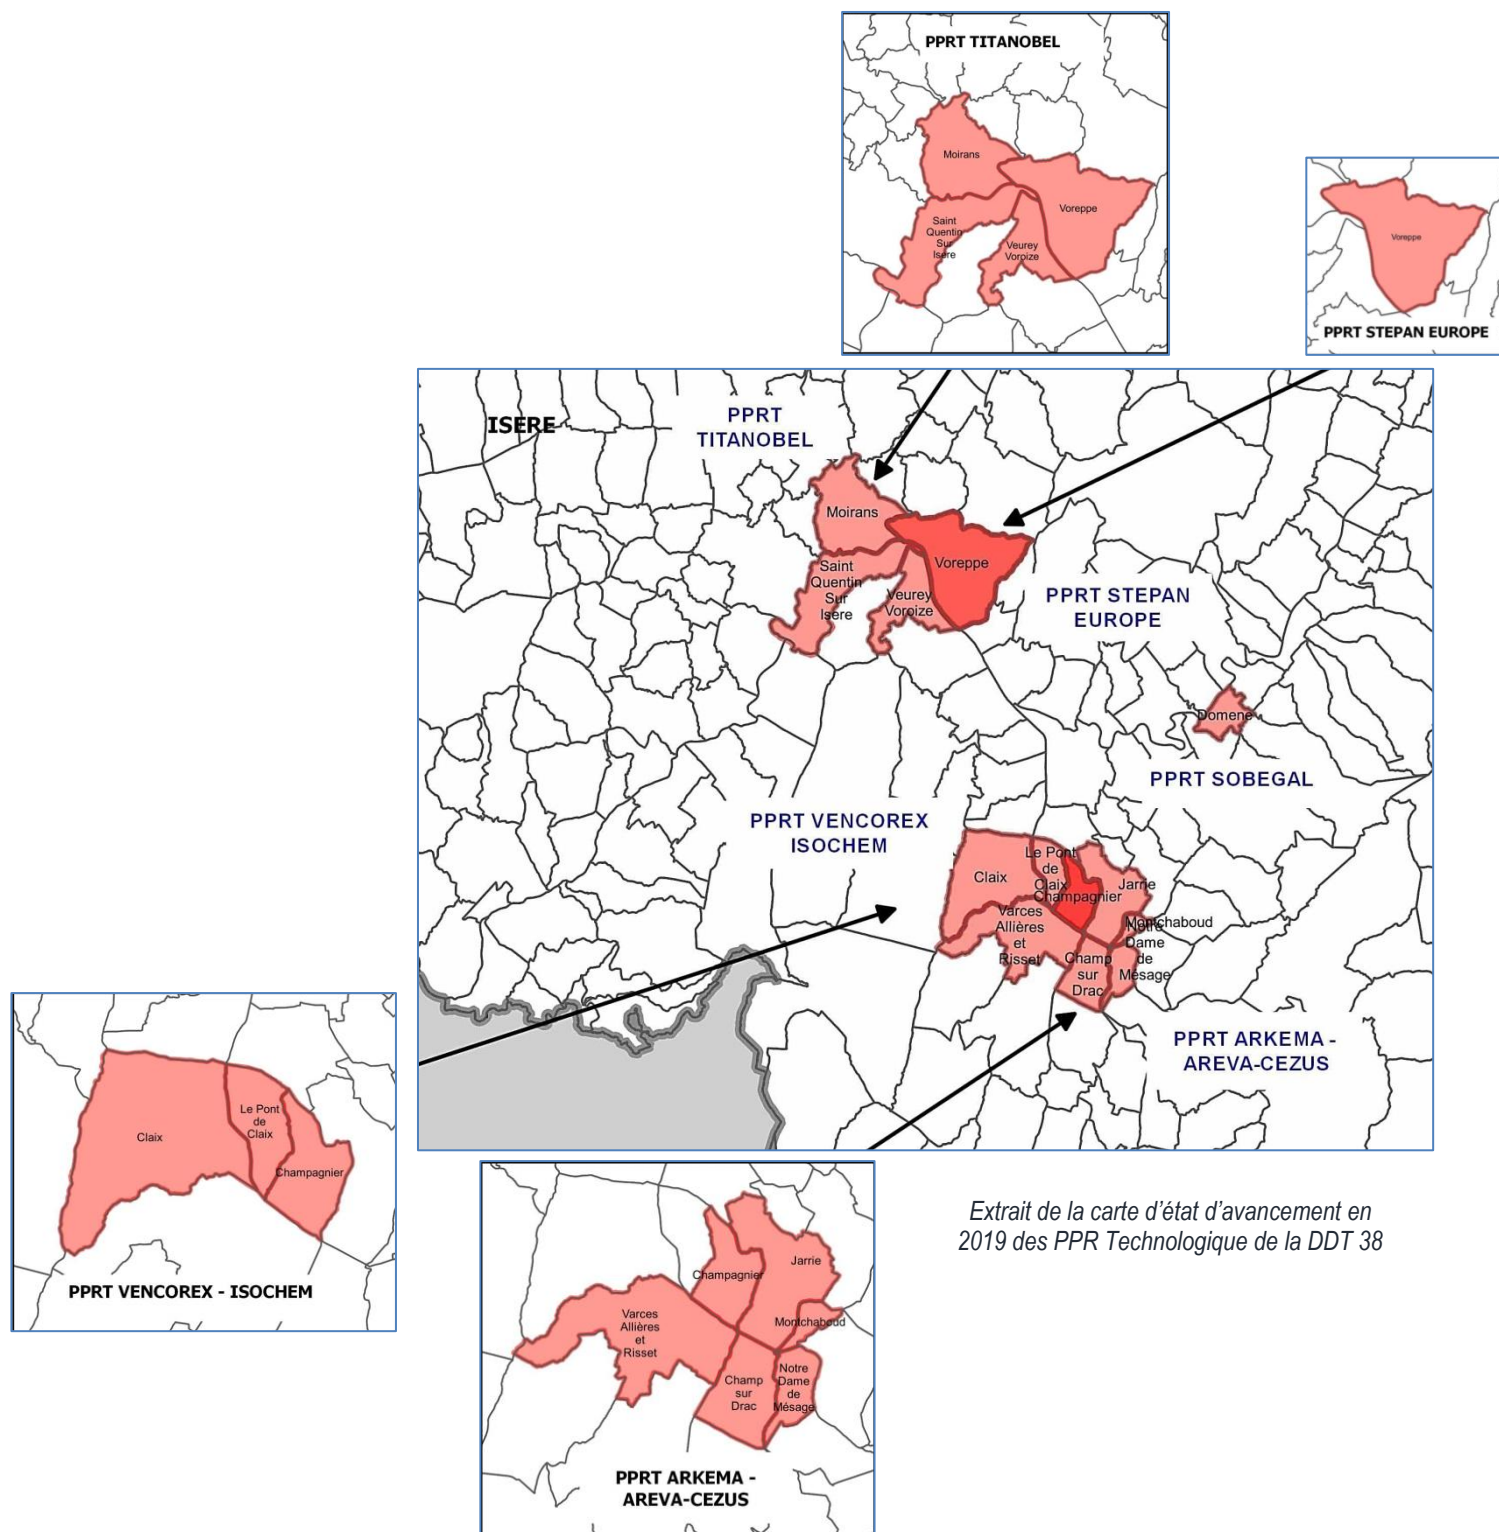 PPRT TITANOBEL
Moirans
Voreppe
Saint
Quentin
Sur
Isère
Veurey
Voroize
Voreppe
PPRT STEPAN EUROPE
ISERE
PPRT
TITANOBEL
Moirans
Voreppe
Saint
Quentin
Sur
Isère
Veurey
Voroize
PPRT STEPAN
EUROPE
Domene
PPRT SOBEGAL
PPRT VENCOREX
ISOCHEM
Claix
Le Pont
de
Claix
Champagnier
Jarrie
Varces
Allières
et
Risset
Montchaboud
Notre
Dame
de
Mésage
Champ
sur
Drac
PPRT ARKEMA -
AREVA-CEZUS
Claix
Le Pont
de
Claix
Champagnier
PPRT VENCOREX - ISOCHEM
Champagnier
Jarrie
Varces
Allières
et
Risset
Montchaboud
Champ
sur
Drac
Notre
Dame
de
Mésage
PPRT ARKEMA -
AREVA-CEZUS
Extrait de la carte d'état d'avancement en
2019 des PPR Technologique de la DDT 38